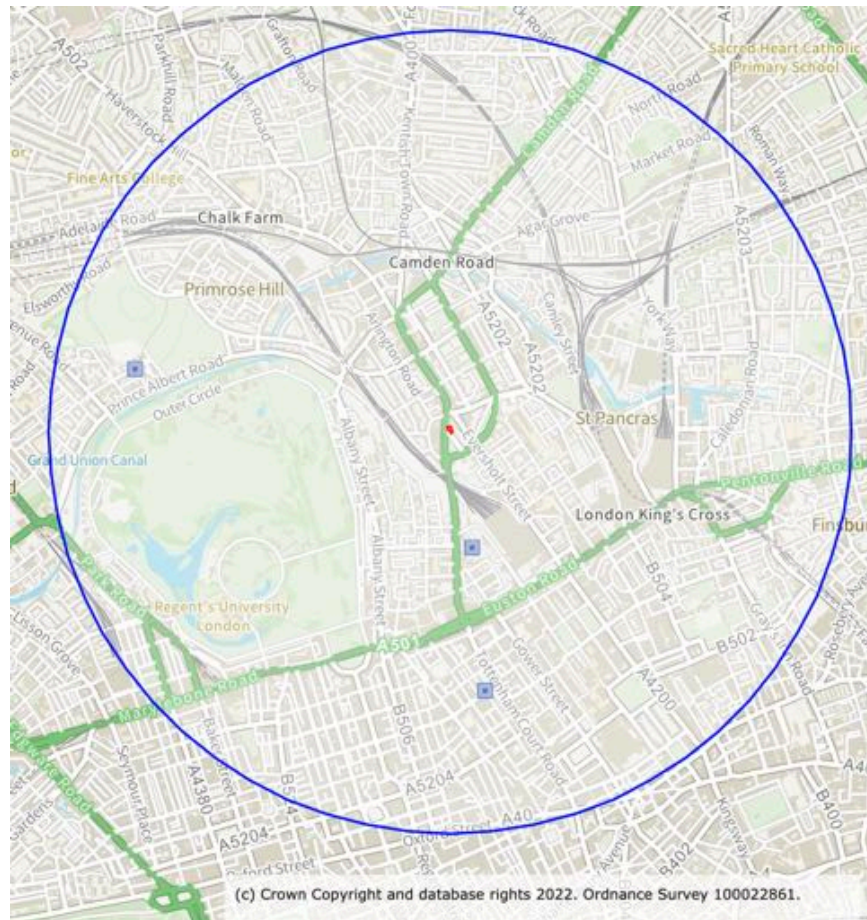 A502
Parkhill Road
Haverstock Hill
Malden Road
Grafton Road
A400
Kentish Town Road
Camden Road
Sacred Heart Catholic
Primary School
North Road
Market Road
Roman Way
Fine Arts College
Chalk Farm
Adelaide Road
Agar Grove
A5203
Elsworthy Road
Camden Road
Primrose Hill
Arlington Road
A5202
A5202
Camley Street
York Way
Prince Albert Road
Outer Circle
Caledonian Road
St Pancras
Albany Street
Eversholt Street
Grand Union Canal
Pentonville Road
London King's Cross
Albany Street
Euston Road
B504
Park Road
Regent's University
London
Gray's Inn Road
Rosebery
Lisson Grove
A501
B502
Gower Street
A4200
Marylebone Road
Tottenham Court Road
B506
Baker Street
Seymour Place
A4380
A5204
A40
Oxford Street
Kingsway
B400
A5204
B402
Gardens
(c) Crown Copyright and database rights 2022. Ordnance Survey 100022861.